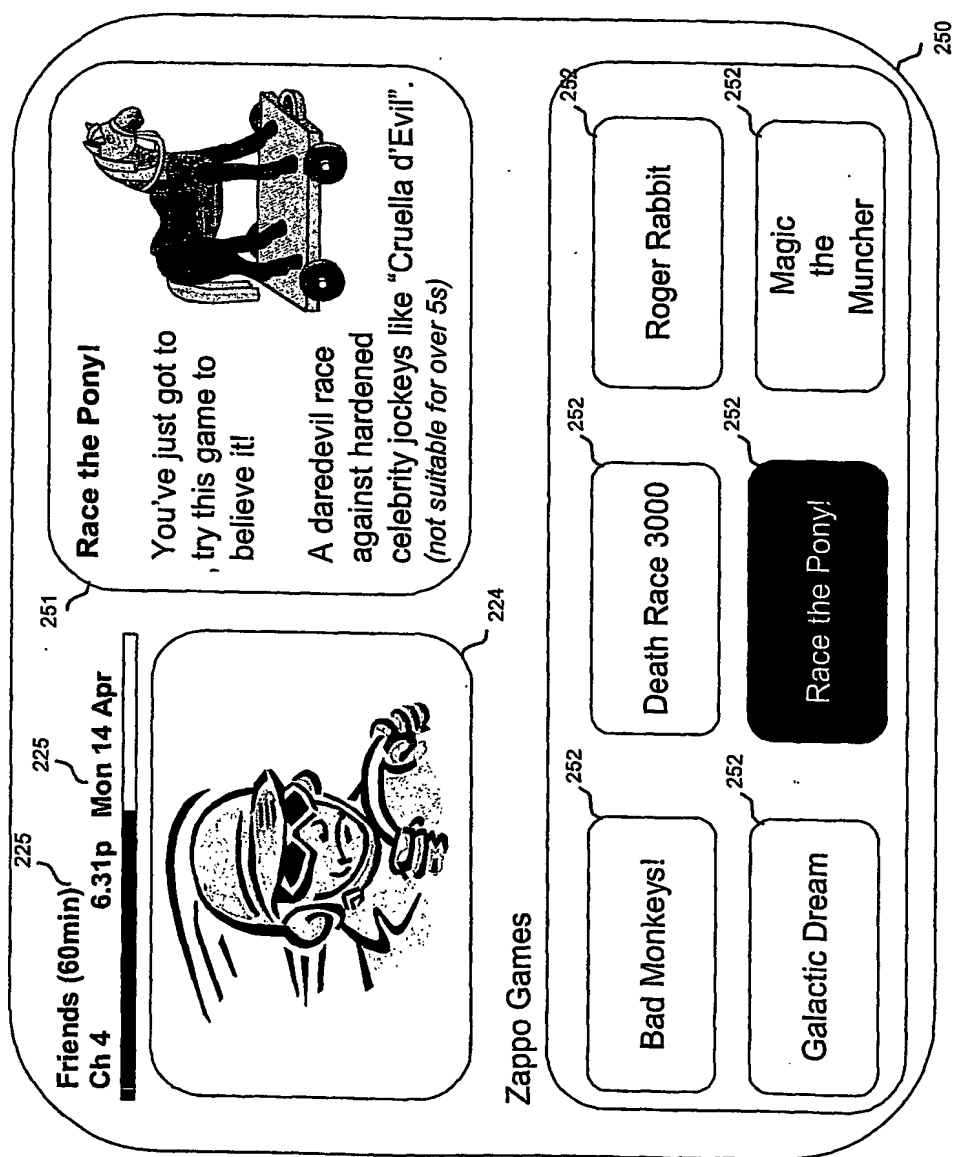 Friends (60min)
225
Ch 4
6.31p
Mon 14 Apr
225
224
251
Race the Pony!
You've just got to
, try this game to
believe it!
A daredevil race
against hardened
celebrity jockeys like “Cruella d'Evil”.
(not suitable for over 5s)
Zappo Games
252
Bad Monkeys!
252
Death Race 3000
252
Roger Rabbit
252
Galactic Dream
252
Race the Pony!
252
Magic
the
Muncher
250